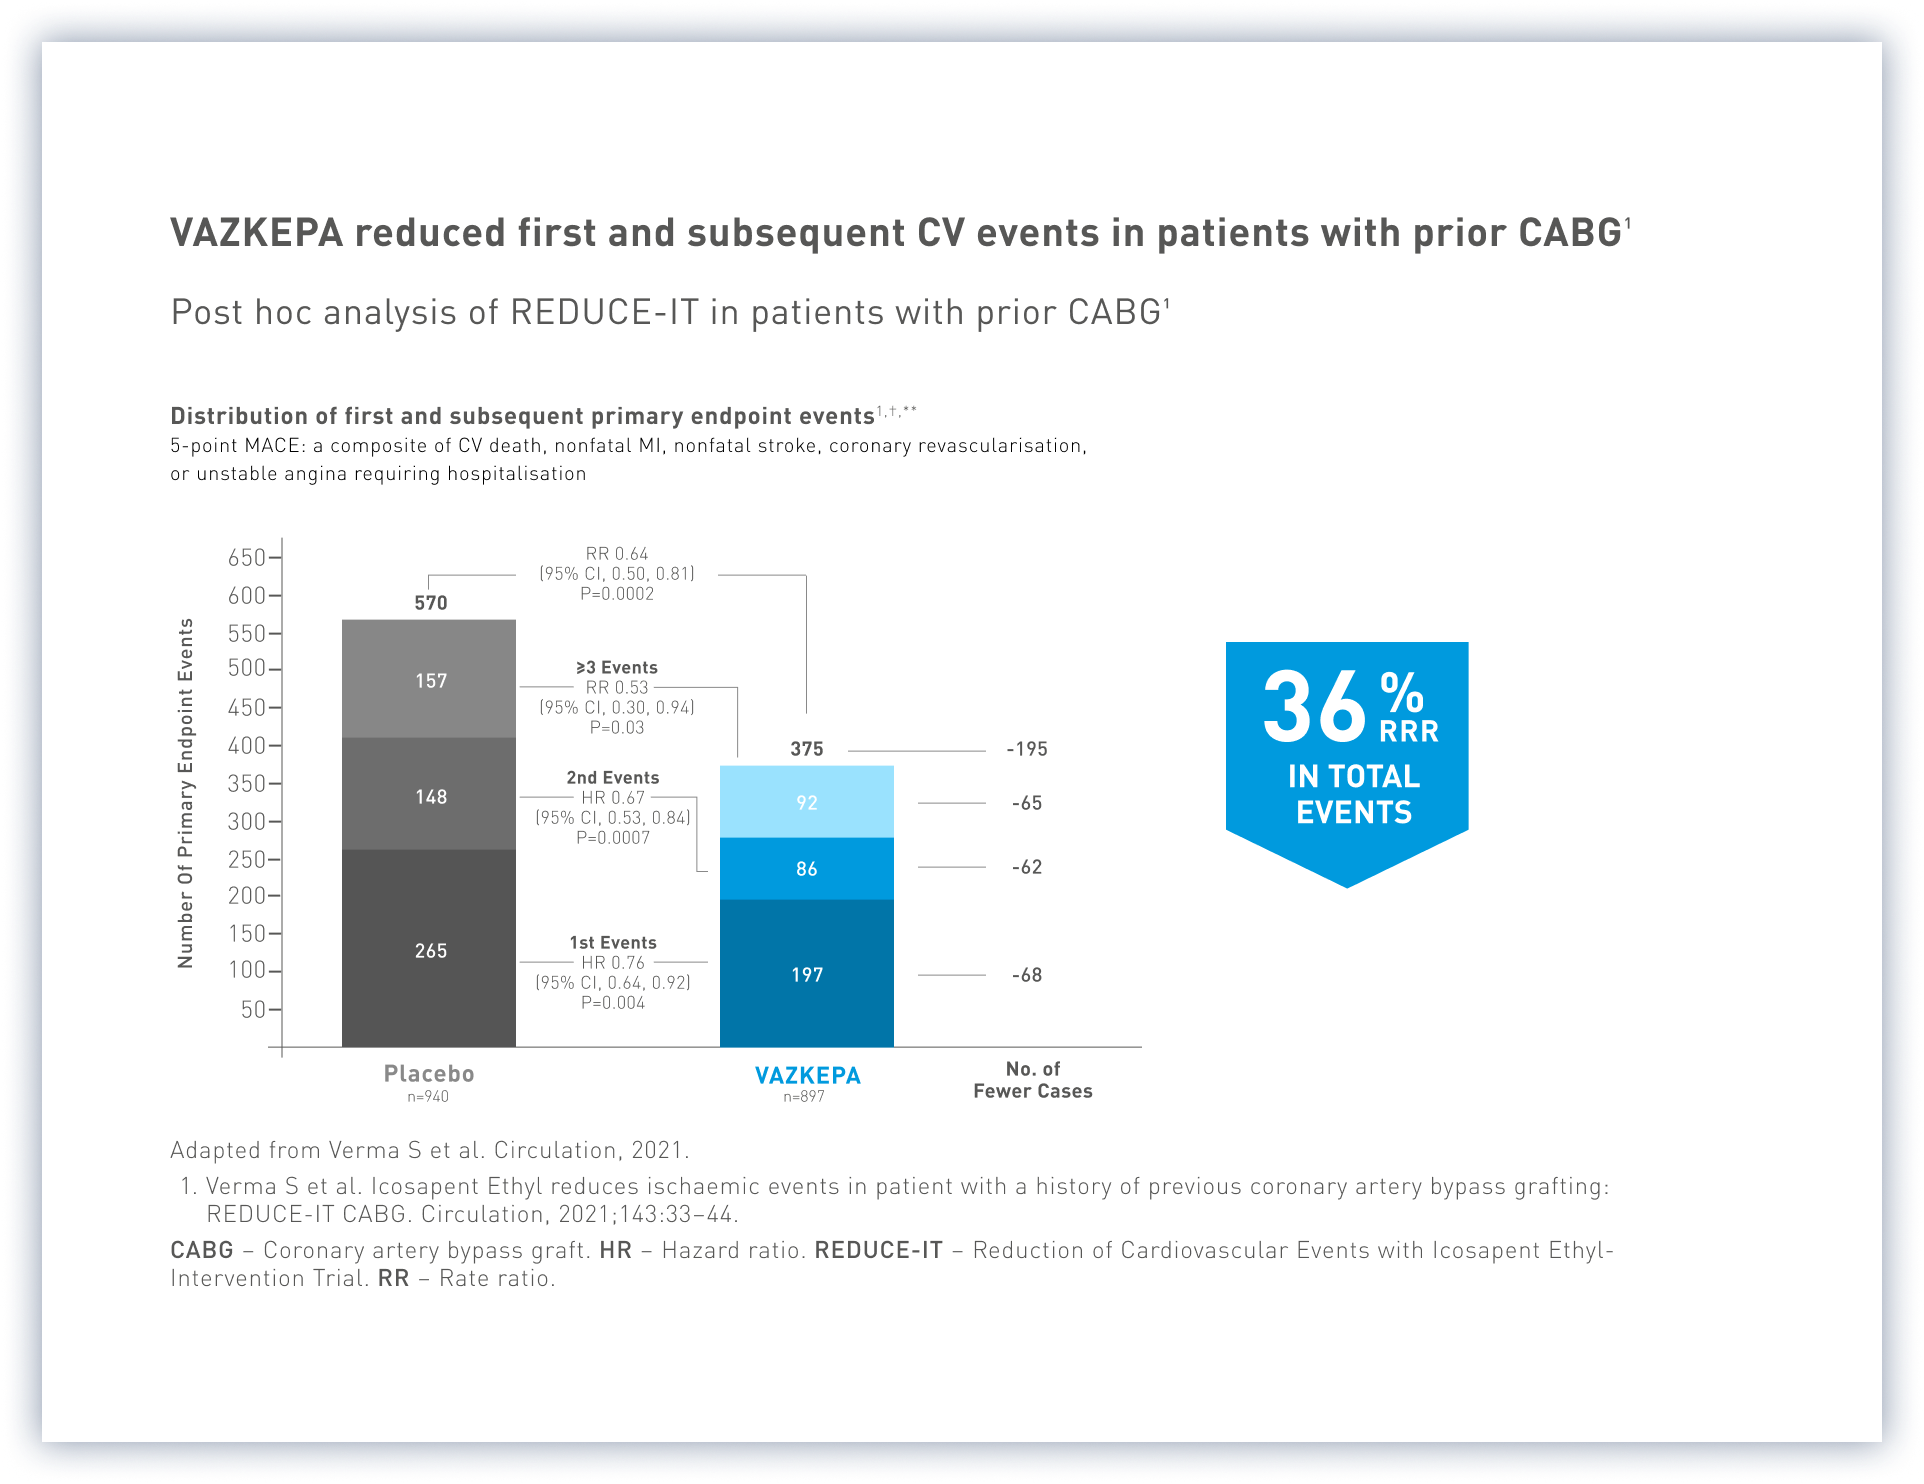 VAZKEPA reduced first and subsequent CV events in patients with prior CABG¹
Post hoc analysis of REDUCE-IT in patients with prior CABG¹
Distribution of first and subsequent primary endpoint events¹,†,**
5-point MACE: a composite of CV death, nonfatal MI, nonfatal stroke, coronary revascularisation,
or unstable angina requiring hospitalisation
Number Of Primary Endpoint Events
650
600
550
500
450
400
350
300
250
200
150
100
50
570
157
148
265
RR 0.64
(95% CI, 0.50, 0.81)
P=0.0002
≥3 Events
RR 0.53
(95% CI, 0.30, 0.94)
P=0.03
2nd Events
HR 0.67
(95% CI, 0.53, 0.84)
P=0.0007
1st Events
HR 0.76
(95% CI, 0.64, 0.92)
P=0.004
375
92
86
197
-195
-65
-62
-68
Placebo
n=940
VAZKEPA
n=897
No. of
Fewer Cases
36%
RRR
IN TOTAL
EVENTS
Adapted from Verma S et al. Circulation, 2021.
1. Verma S et al. Icosapent Ethyl reduces ischaemic events in patient with a history of previous coronary artery bypass grafting:
REDUCE-IT CABG. Circulation, 2021;143:33–44.
CABG – Coronary artery bypass graft. HR – Hazard ratio. REDUCE-IT – Reduction of Cardiovascular Events with Icosapent Ethyl-
Intervention Trial. RR – Rate ratio.